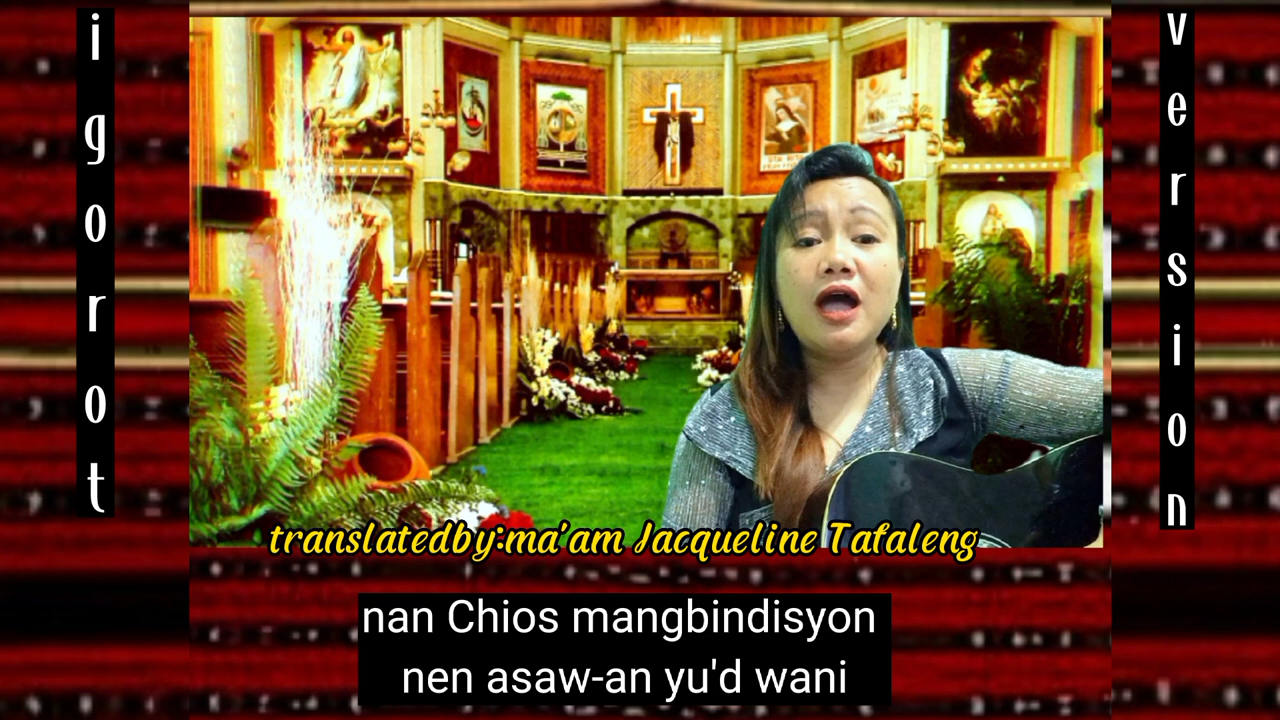 igorot
version
translatedby:ma'am Jacqueline Tafaleng
nan Chios mangbindisyon
nen asaw-an yu'd wani